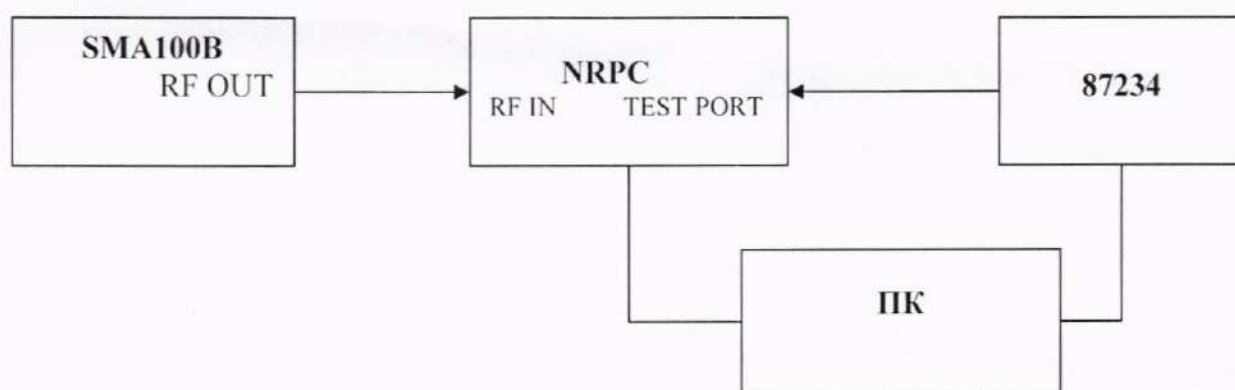 SMA100B
RF OUT
NRPC
RF IN TEST PORT
87234
ПК